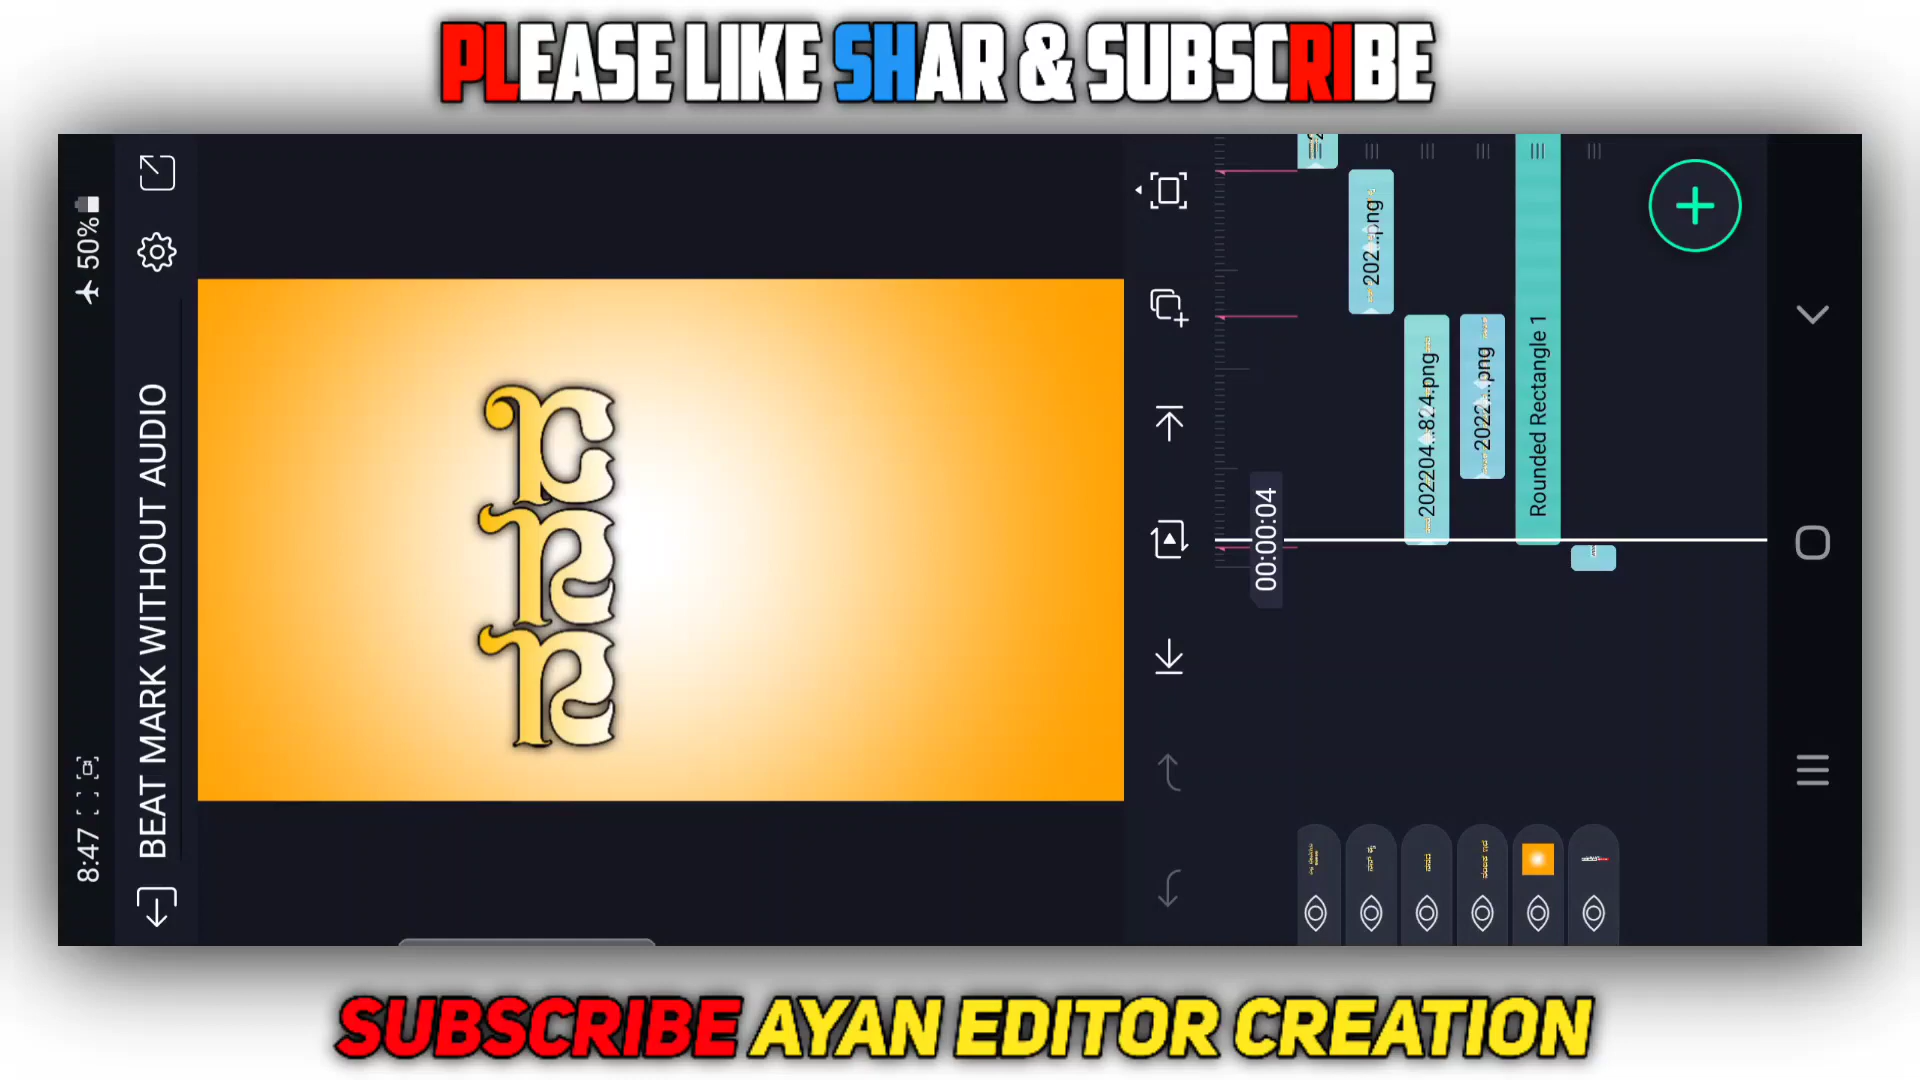 PLEASE LIKE SHAR & SUBSCRIBE
8:47
50%
BEAT MARK WITHOUT AUDIO
00:00:04
202...png
202204...824.png
2022...png
Rounded Rectangle 1
SUBSCRIBE AYAN EDITOR CREATION